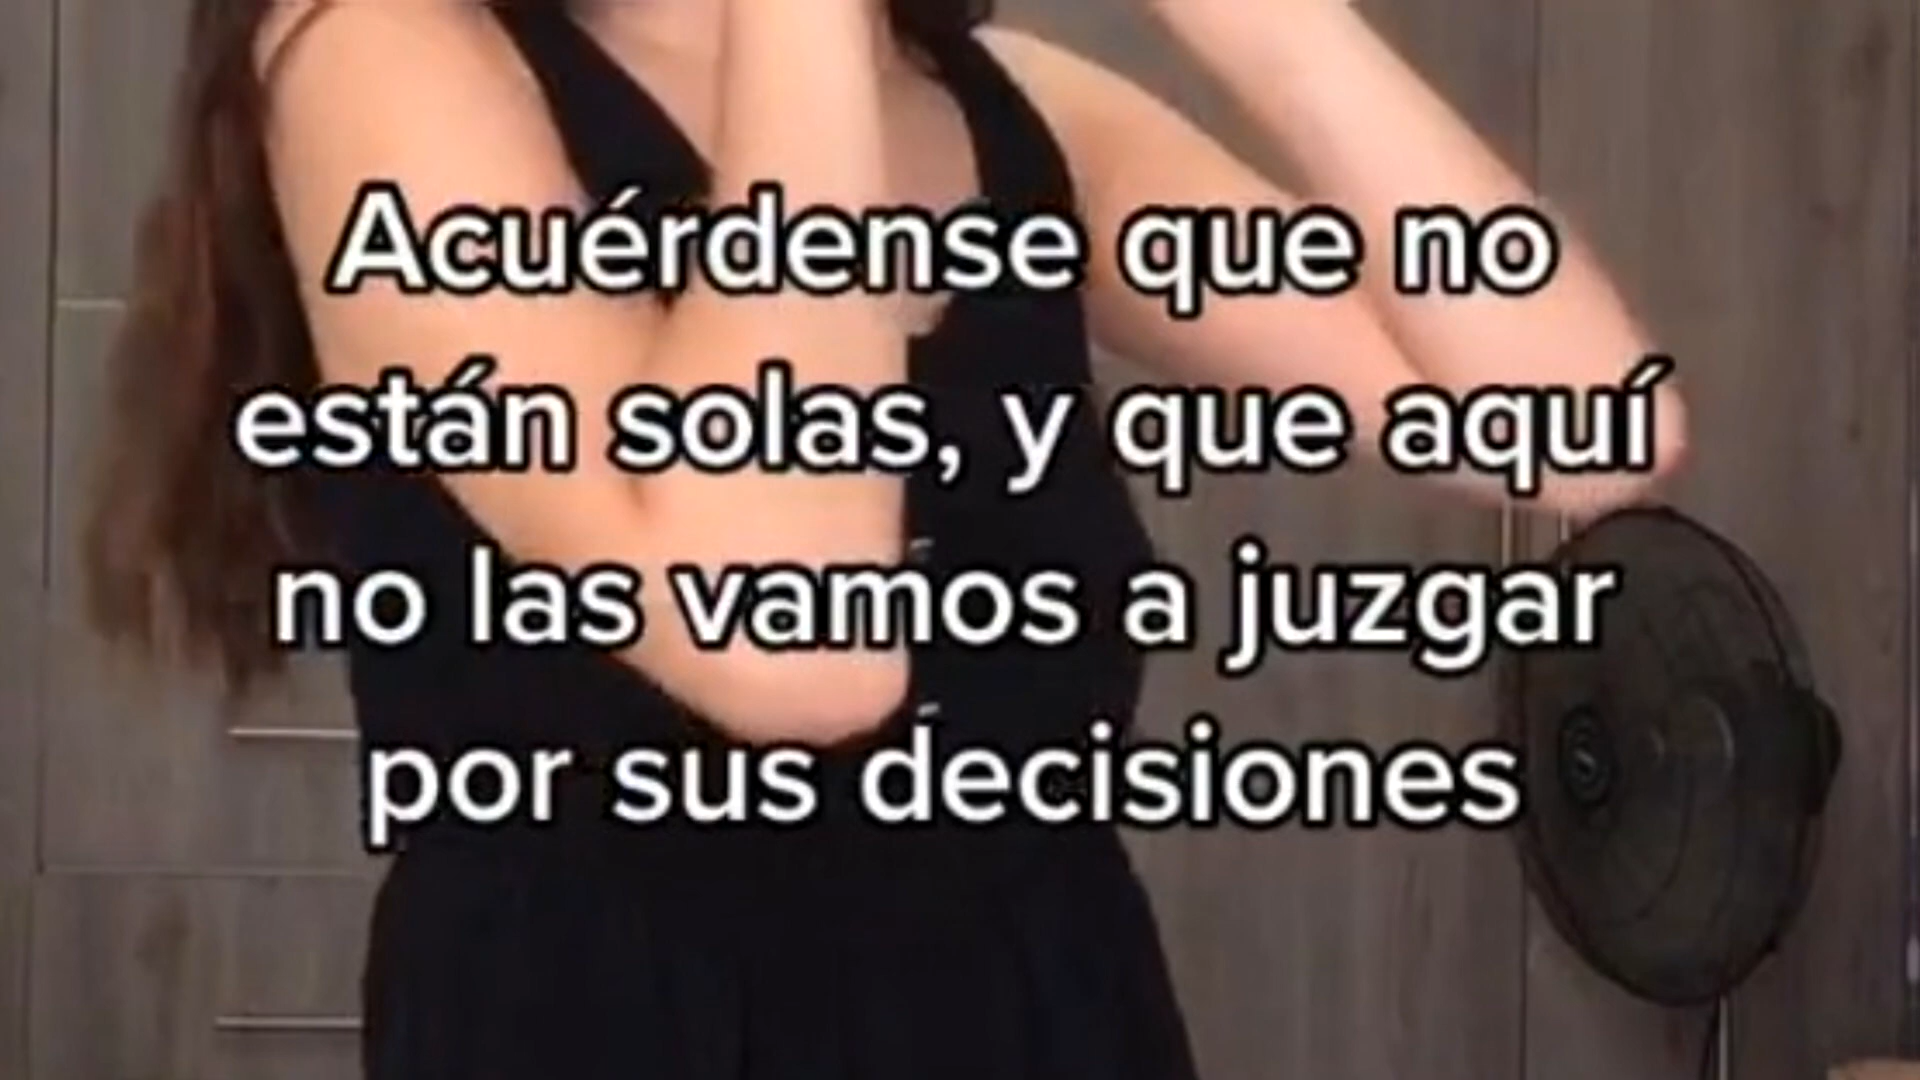 Acuérdense que no
están solas, y que aquí
no las vamos a juzgar
por sus decisiones